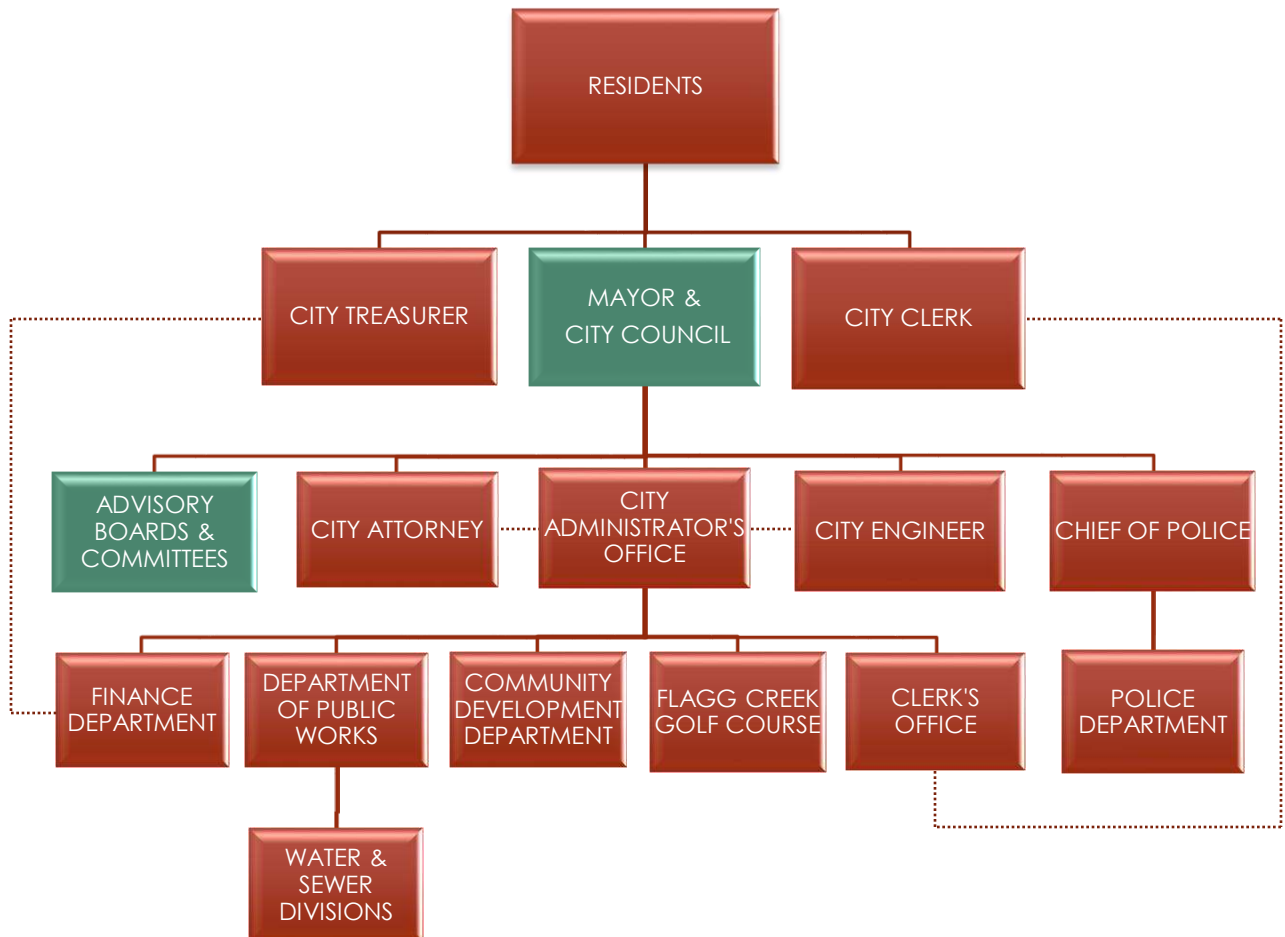 RESIDENTS
CITY TREASURER
MAYOR &
CITY COUNCIL
CITY CLERK
ADVISORY
BOARDS &
COMMITTEES
CITY ATTORNEY
CITY
ADMINISTRATOR'S
OFFICE
CITY ENGINEER
CHIEF OF POLICE
FINANCE
DEPARTMENT
DEPARTMENT
OF PUBLIC
WORKS
COMMUNITY
DEVELOPMENT
DEPARTMENT
FLAGG CREEK
GOLF COURSE
CLERK'S
OFFICE
POLICE
DEPARTMENT
WATER &
SEWER
DIVISIONS